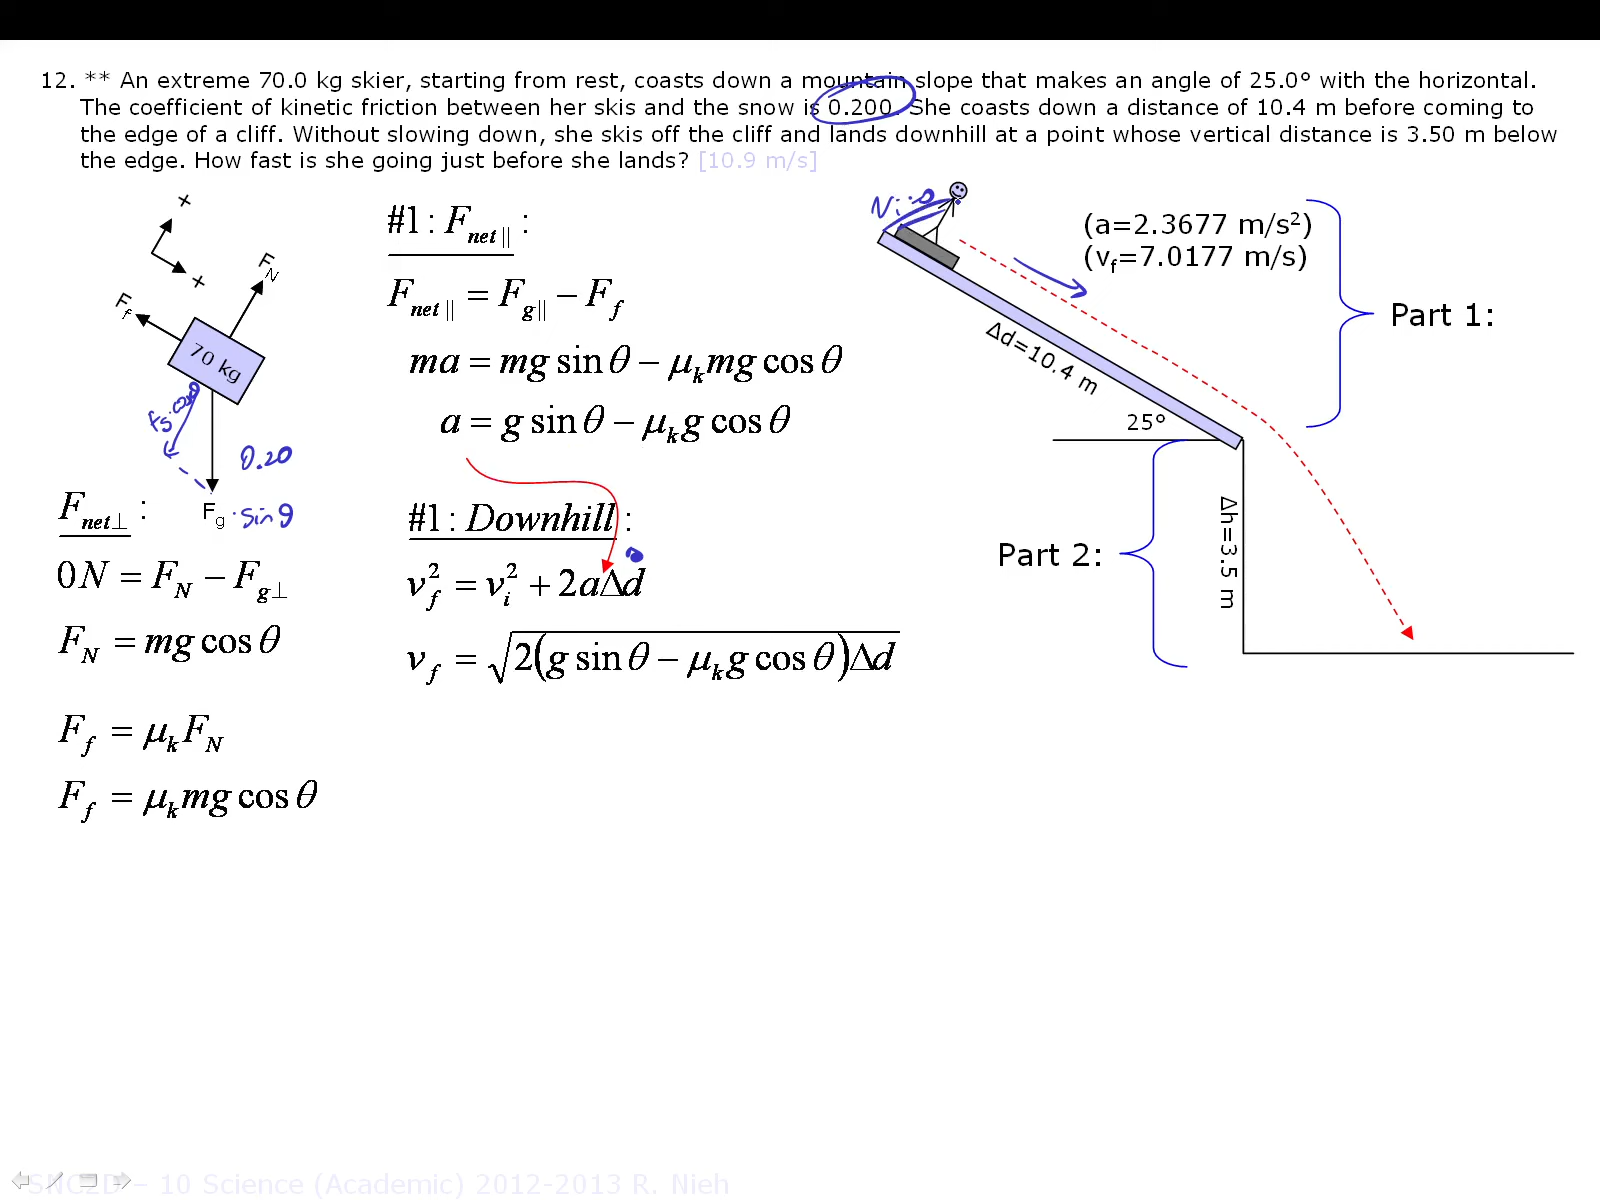 12. ** An extreme 70.0 kg skier, starting from rest, coasts down a mountain slope that makes an angle of 25.0° with the horizontal.
The coefficient of kinetic friction between her skis and the snow is 0.200. She coasts down a distance of 10.4 m before coming to
the edge of a cliff. Without slowing down, she skis off the cliff and lands downhill at a point whose vertical distance is 3.50 m below
the edge. How fast is she going just before she lands? [10.9 m/s]
+
+
F_N
F_f
70 kg
0.20
F_g · sin θ
F_net⊥ :
0N = F_N − F_g⊥
F_N = mg cos θ
F_f = μ_k F_N
F_f = μ_k mg cos θ
#1 : F_net∥ :
F_net∥ = F_g∥ − F_f
ma = mg sin θ − μ_k mg cos θ
a = g sin θ − μ_k g cos θ
#1 : Downhill :
v_f² = v_i² + 2aΔd
v_f = √2(g sin θ − μ_k g cos θ)Δd
(a=2.3677 m/s²)
(v_f=7.0177 m/s)
Part 1:
Δd=10.4 m
25°
Part 2:
Δh=3.5 m
SNC2D – 10 Science (Academic) 2012-2013 R. Nieh